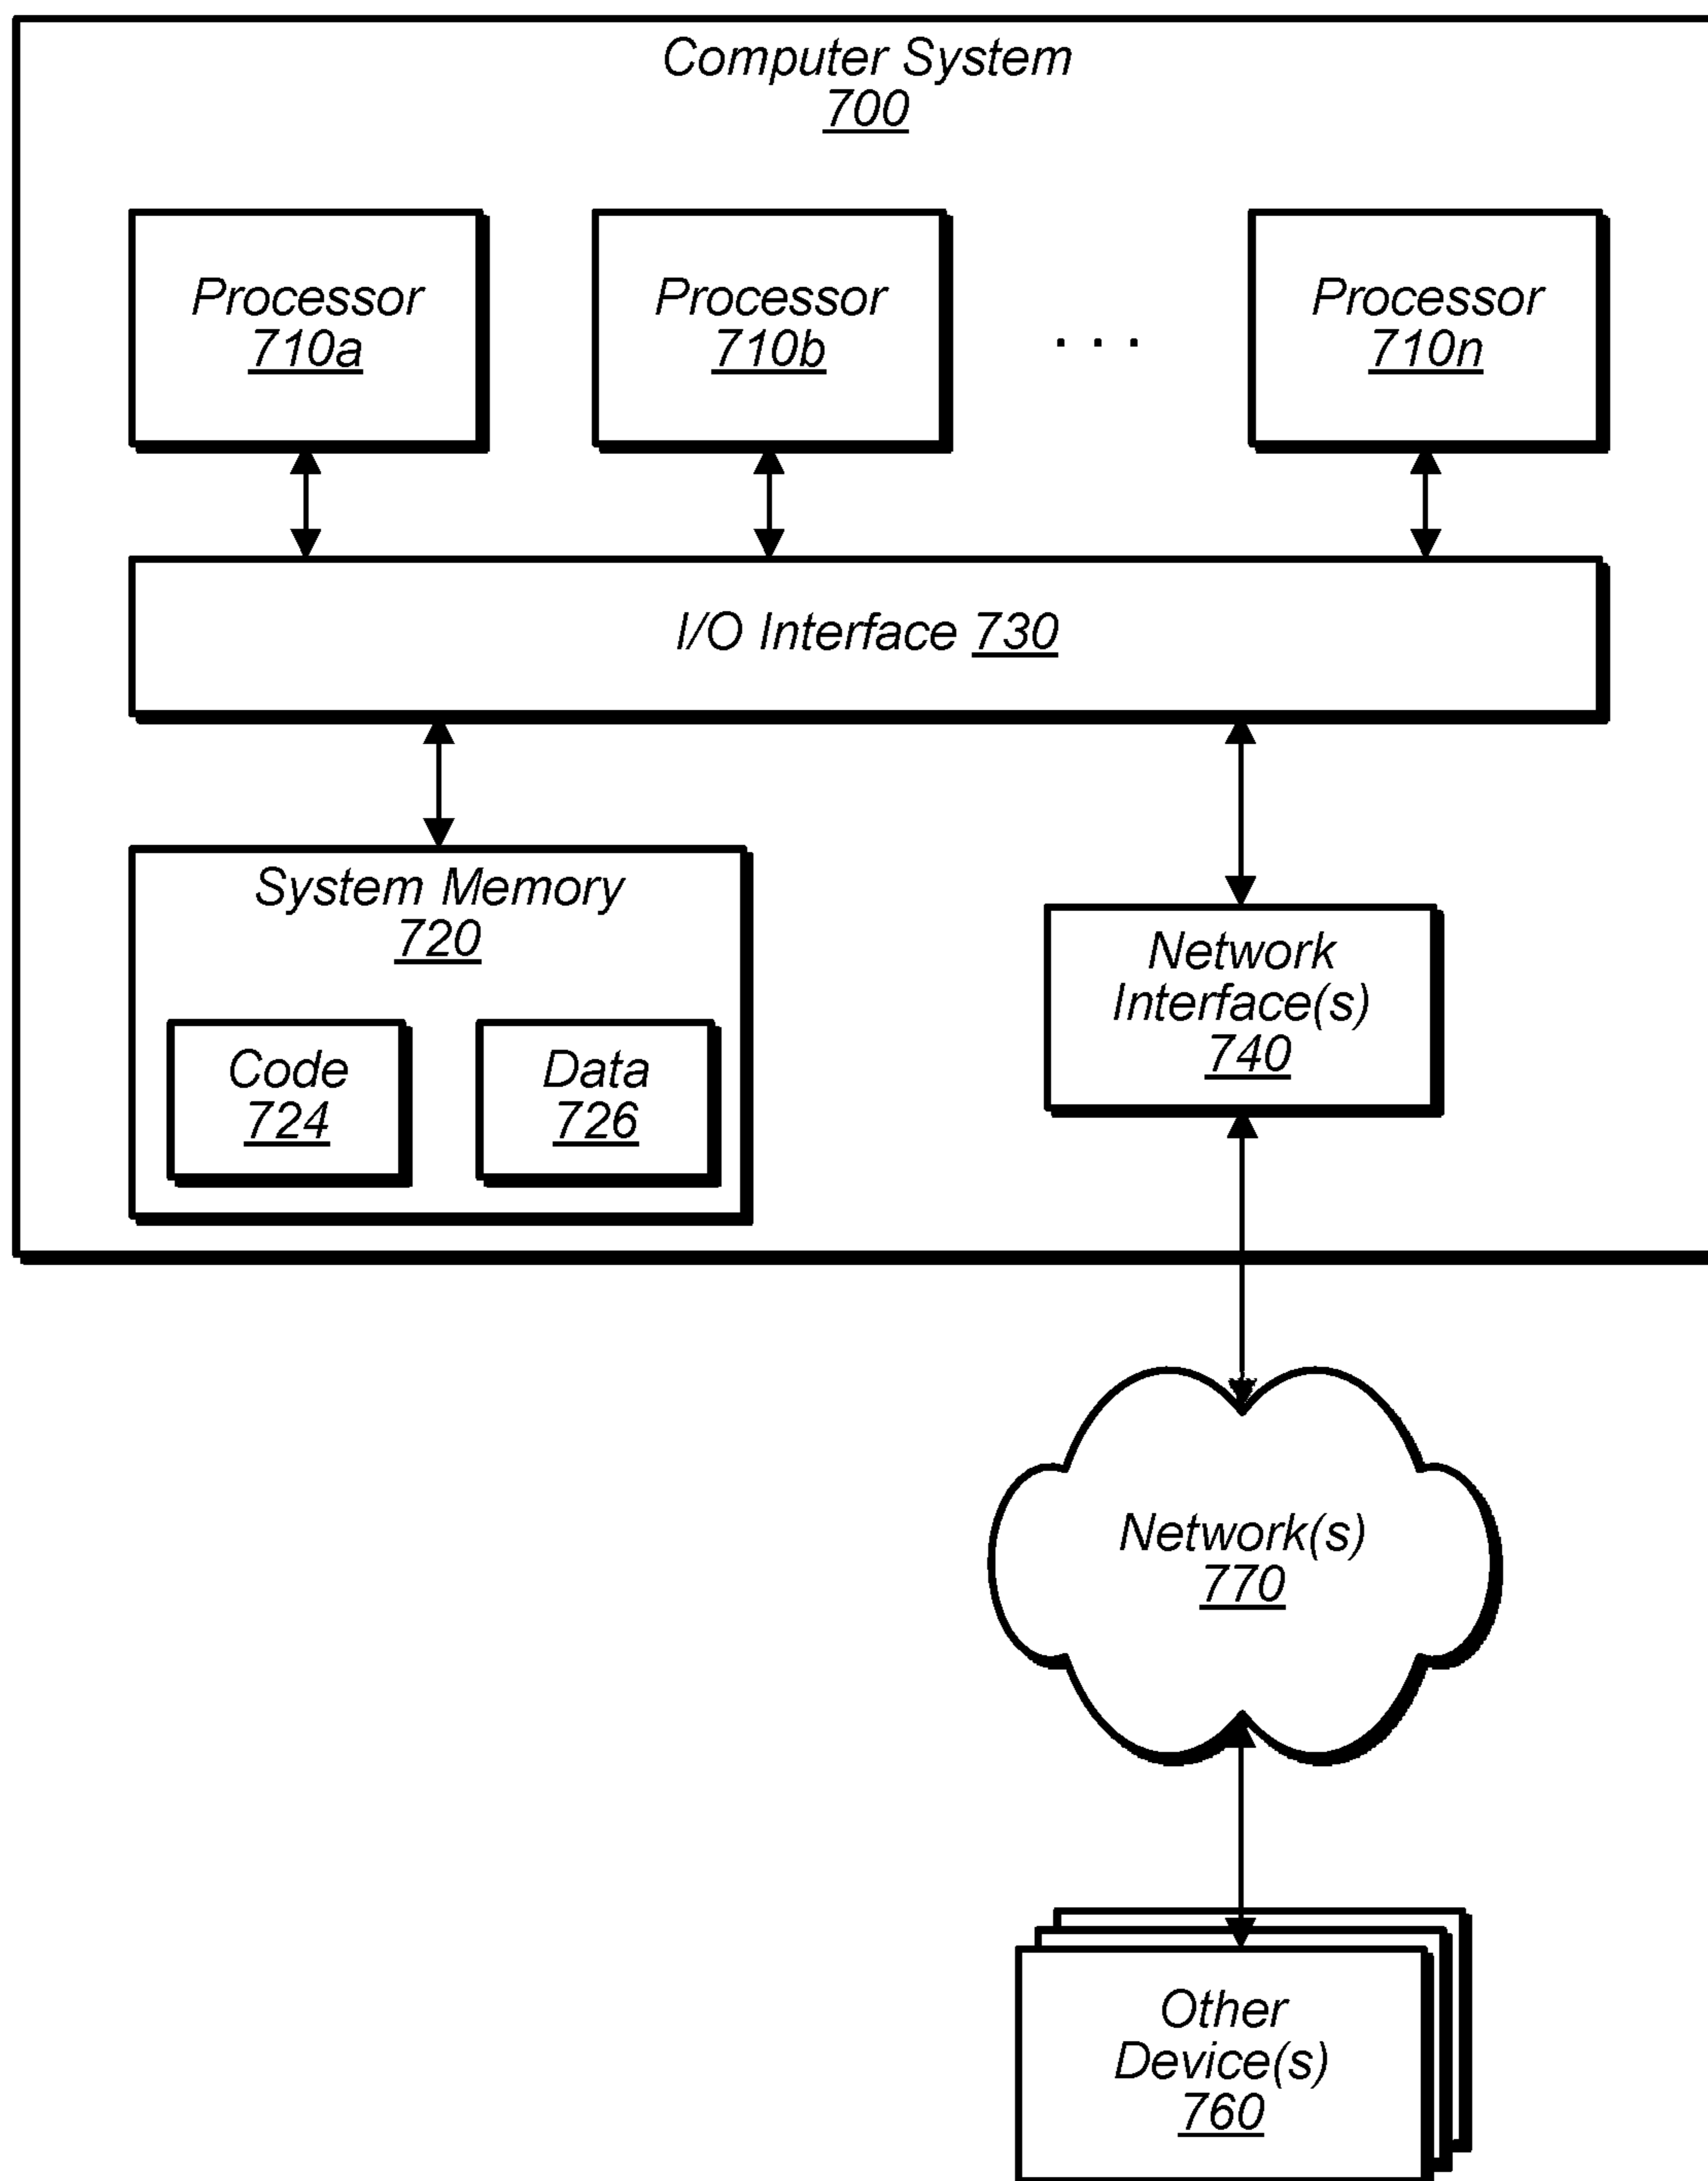 Computer System
700
Processor
710a
Processor
710b
. . .
Processor
710n
I/O Interface 730
System Memory
720
Code
724
Data
726
Network
Interface(s)
740
Network(s)
770
Other
Device(s)
760